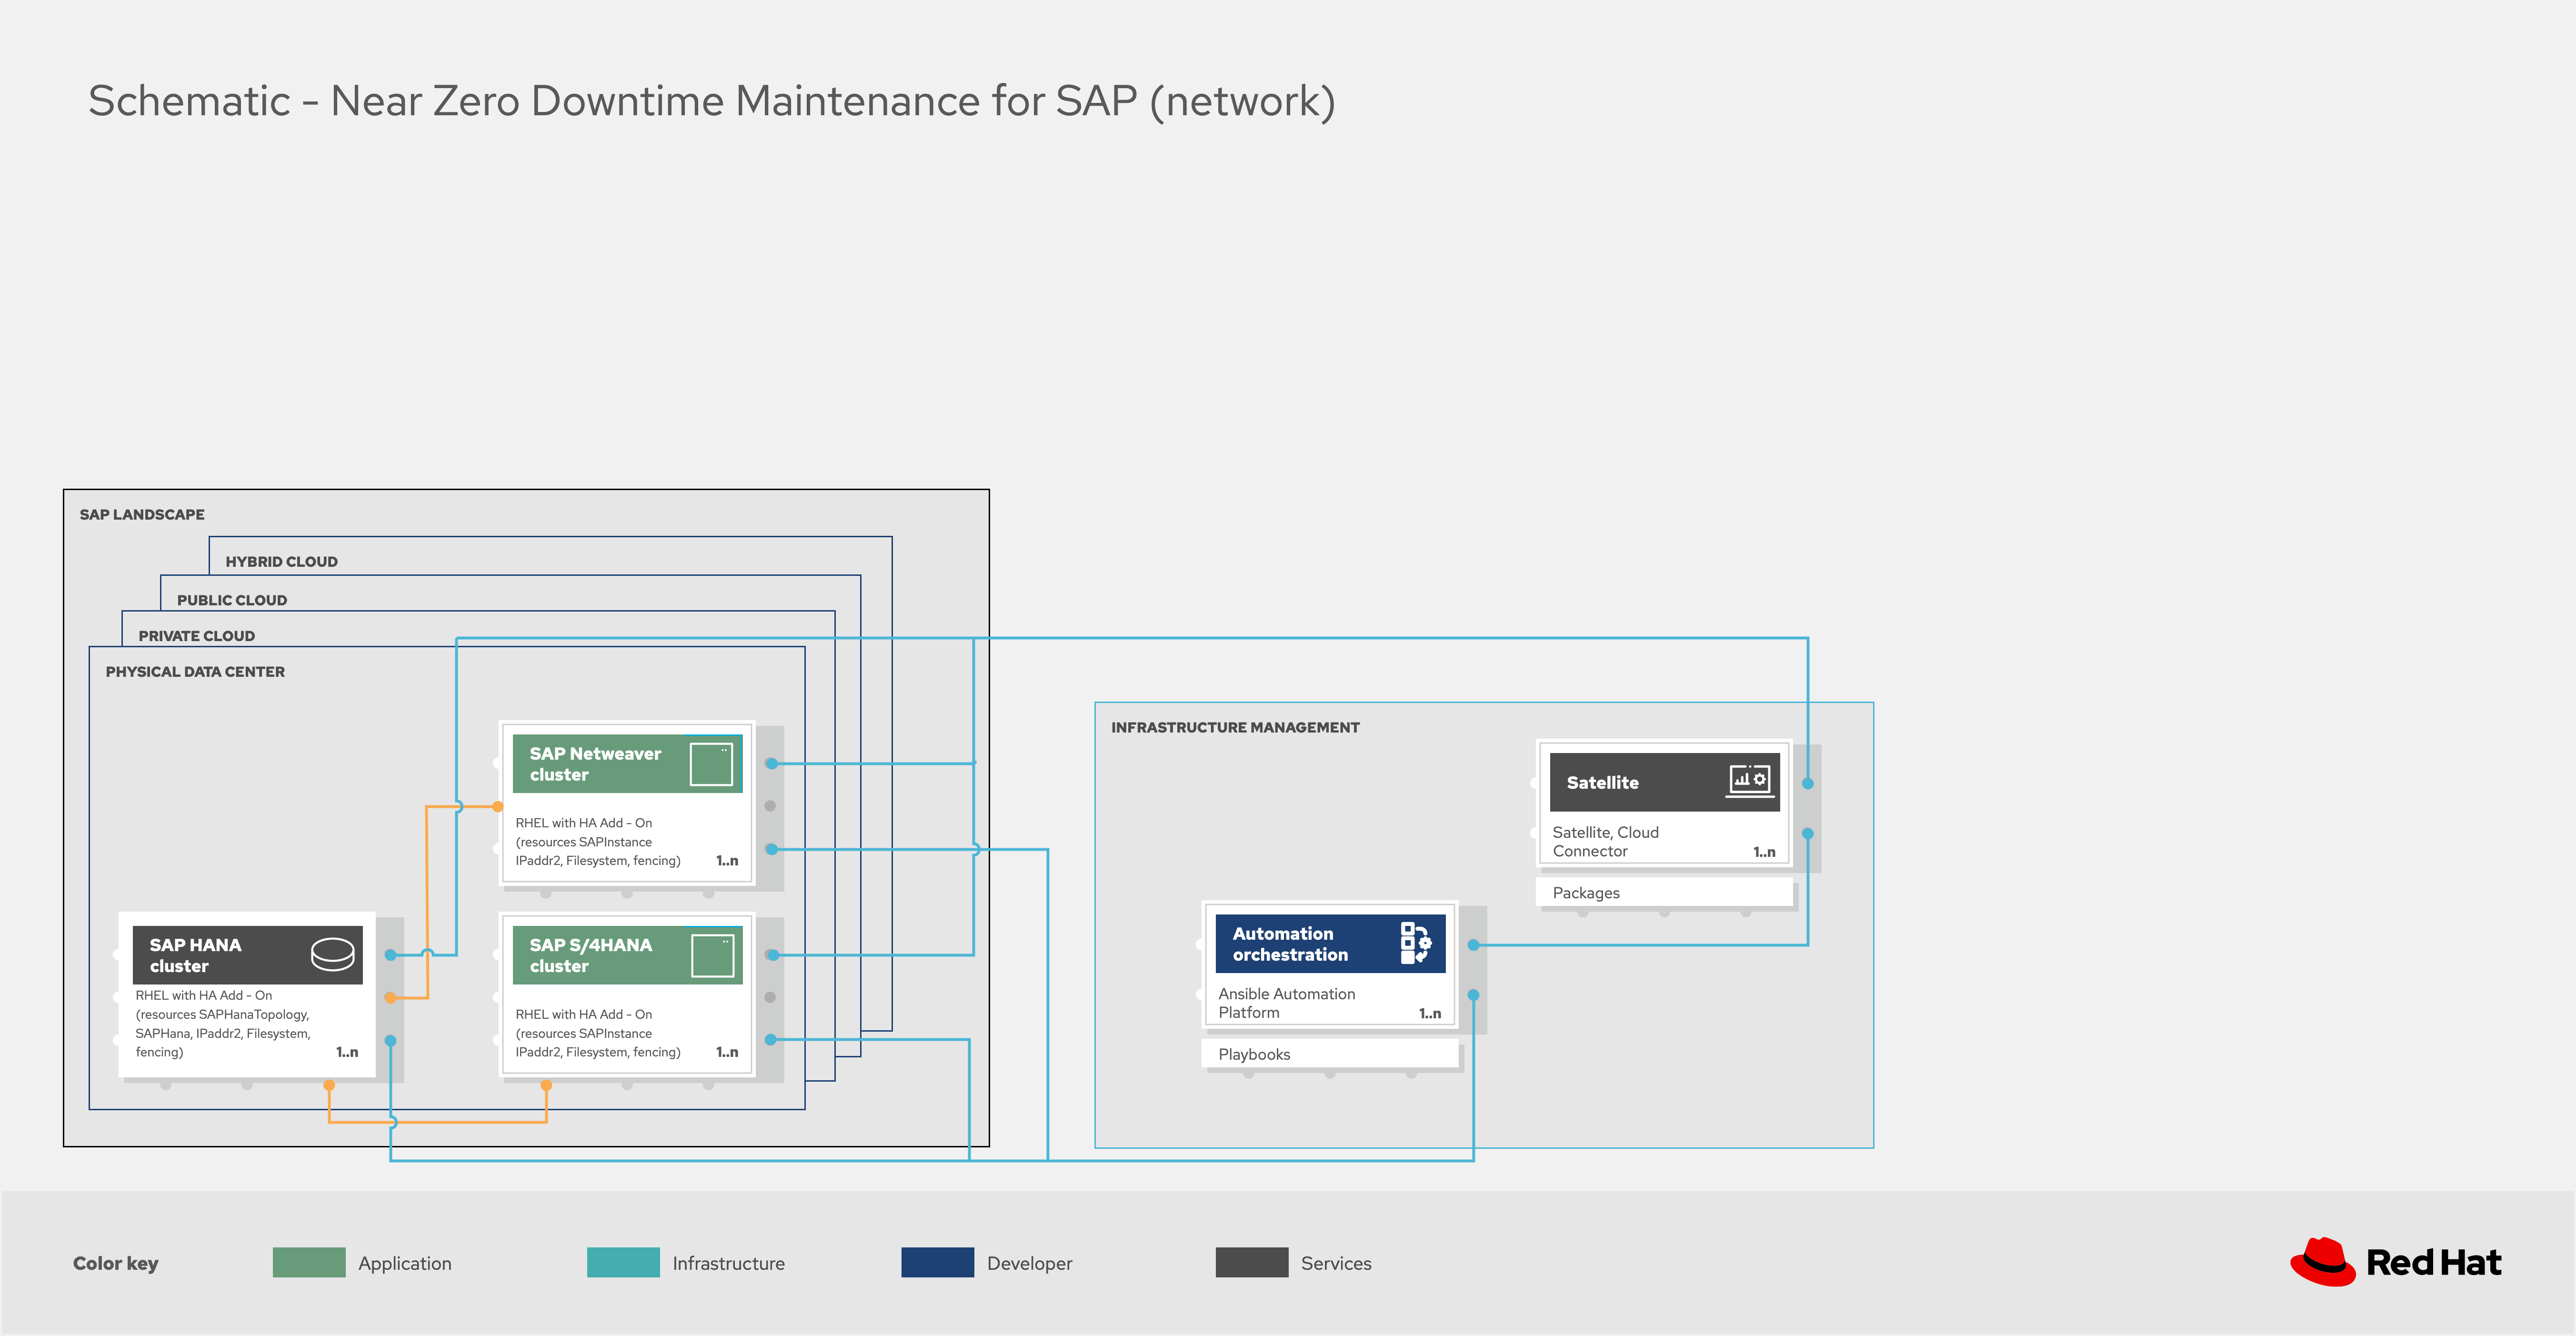 Schematic - Near Zero Downtime Maintenance for SAP (network)
SAP LANDSCAPE
HYBRID CLOUD
PUBLIC CLOUD
PRIVATE CLOUD
PHYSICAL DATA CENTER
SAP Netweaver
cluster
RHEL with HA Add - On
(resources SAPInstance
IPaddr2, Filesystem, fencing)
1..n
SAP HANA
cluster
RHEL with HA Add - On
(resources SAPHanaTopology,
SAPHana, IPaddr2, Filesystem,
fencing)
1..n
SAP S/4HANA
cluster
RHEL with HA Add - On
(resources SAPInstance
IPaddr2, Filesystem, fencing)
1..n
INFRASTRUCTURE MANAGEMENT
Satellite
Satellite, Cloud
Connector
1..n
Packages
Automation
orchestration
Ansible Automation
Platform
1..n
Playbooks
Color key
Application
Infrastructure
Developer
Services
Red Hat